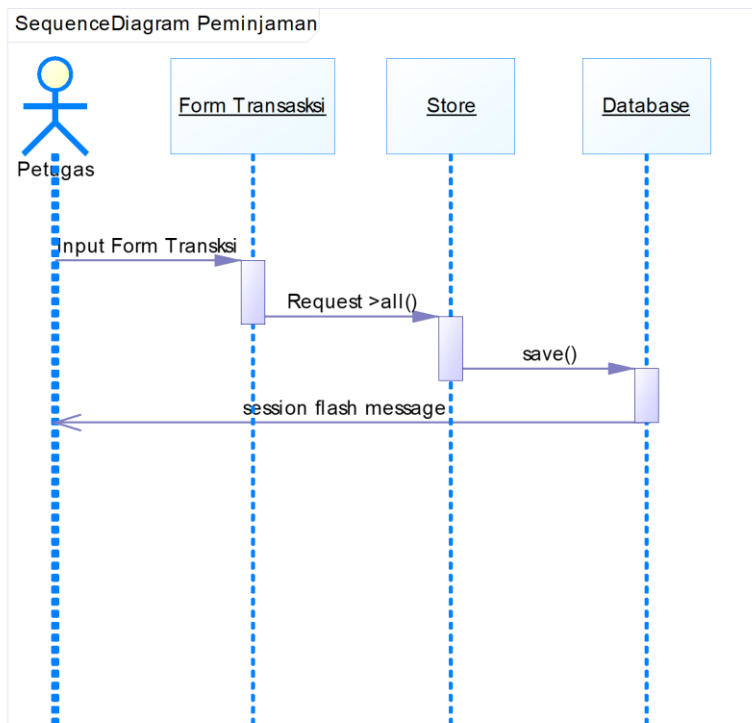 SequenceDiagram Peminjaman
Form Transasksi
Store
Database
Petugas
Input Form Transksi
Request >all()
save()
session flash message